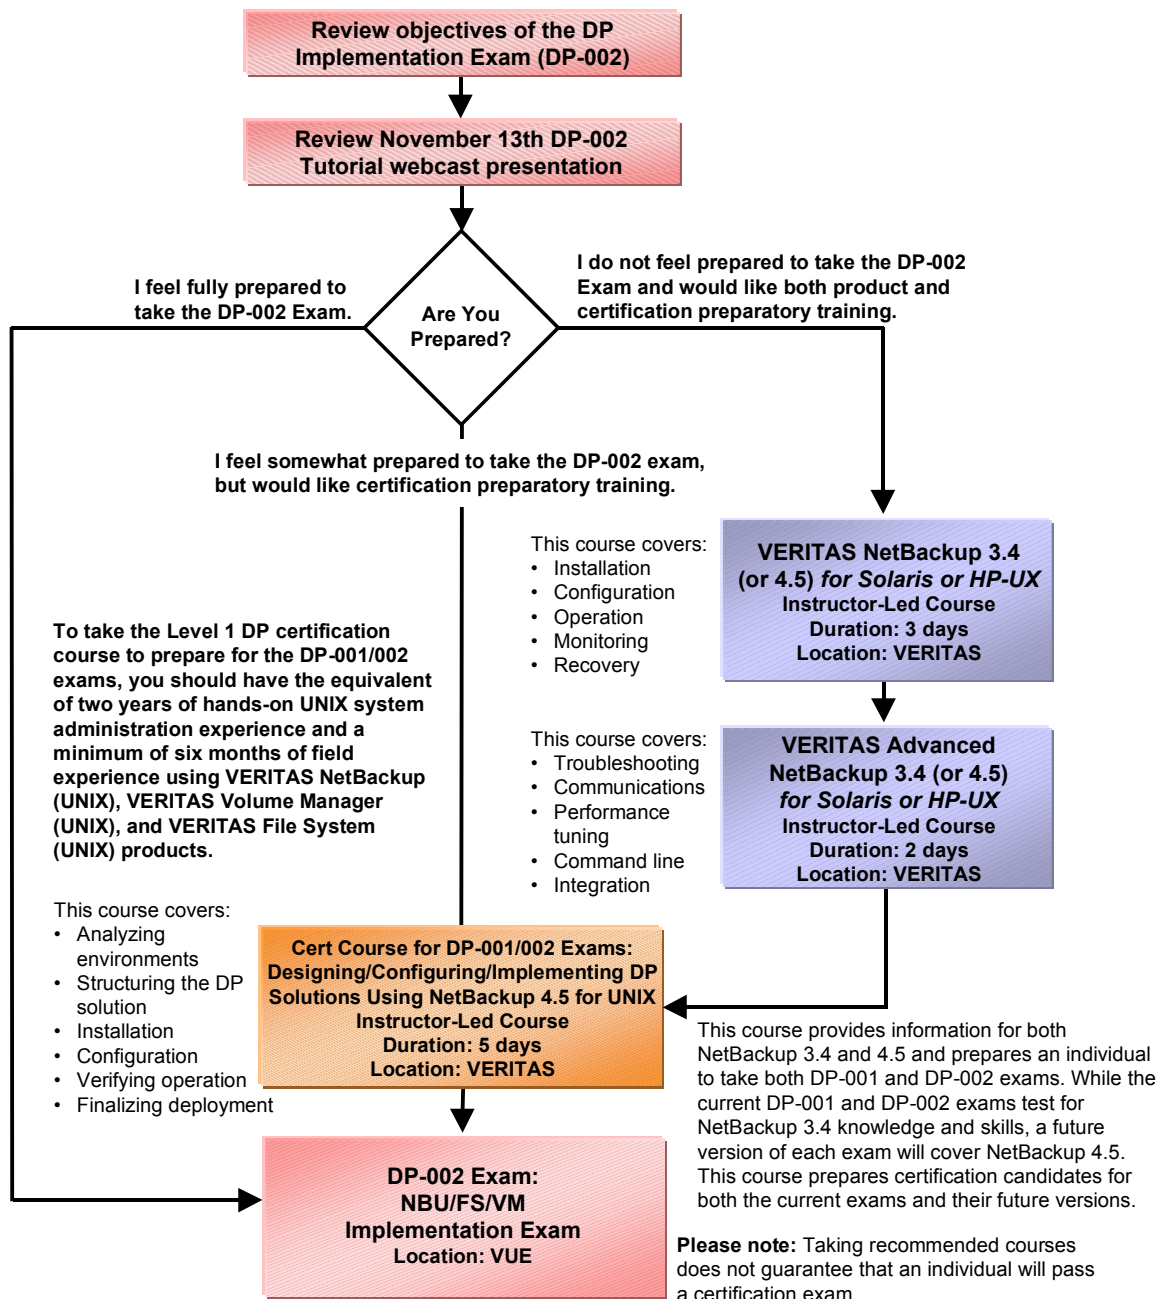 Review objectives of the DP
Implementation Exam (DP-002)
Review November 13th DP-002
Tutorial webcast presentation
I feel fully prepared to
take the DP-002 Exam.
Are You
Prepared?
I do not feel prepared to take the DP-002
Exam and would like both product and
certification preparatory training.
I feel somewhat prepared to take the DP-002 exam,
but would like certification preparatory training.
This course covers:
• Installation
• Configuration
• Operation
• Monitoring
• Recovery
VERITAS NetBackup 3.4
(or 4.5) for Solaris or HP-UX
Instructor-Led Course
Duration: 3 days
Location: VERITAS
To take the Level 1 DP certification
course to prepare for the DP-001/002
exams, you should have the equivalent
of two years of hands-on UNIX system
administration experience and a
minimum of six months of field
experience using VERITAS NetBackup
(UNIX), VERITAS Volume Manager
(UNIX), and VERITAS File System
(UNIX) products.
This course covers:
• Troubleshooting
• Communications
• Performance
tuning
• Command line
• Integration
VERITAS Advanced
NetBackup 3.4 (or 4.5)
for Solaris or HP-UX
Instructor-Led Course
Duration: 2 days
Location: VERITAS
This course covers:
• Analyzing
environments
• Structuring the DP
solution
• Installation
• Configuration
• Verifying operation
• Finalizing deployment
Cert Course for DP-001/002 Exams:
Designing/Configuring/Implementing DP
Solutions Using NetBackup 4.5 for UNIX
Instructor-Led Course
Duration: 5 days
Location: VERITAS
This course provides information for both
NetBackup 3.4 and 4.5 and prepares an individual
to take both DP-001 and DP-002 exams. While the
current DP-001 and DP-002 exams test for
NetBackup 3.4 knowledge and skills, a future
version of each exam will cover NetBackup 4.5.
This course prepares certification candidates for
both the current exams and their future versions.
DP-002 Exam:
NBU/FS/VM
Implementation Exam
Location: VUE
Please note: Taking recommended courses
does not guarantee that an individual will pass
a certification exam